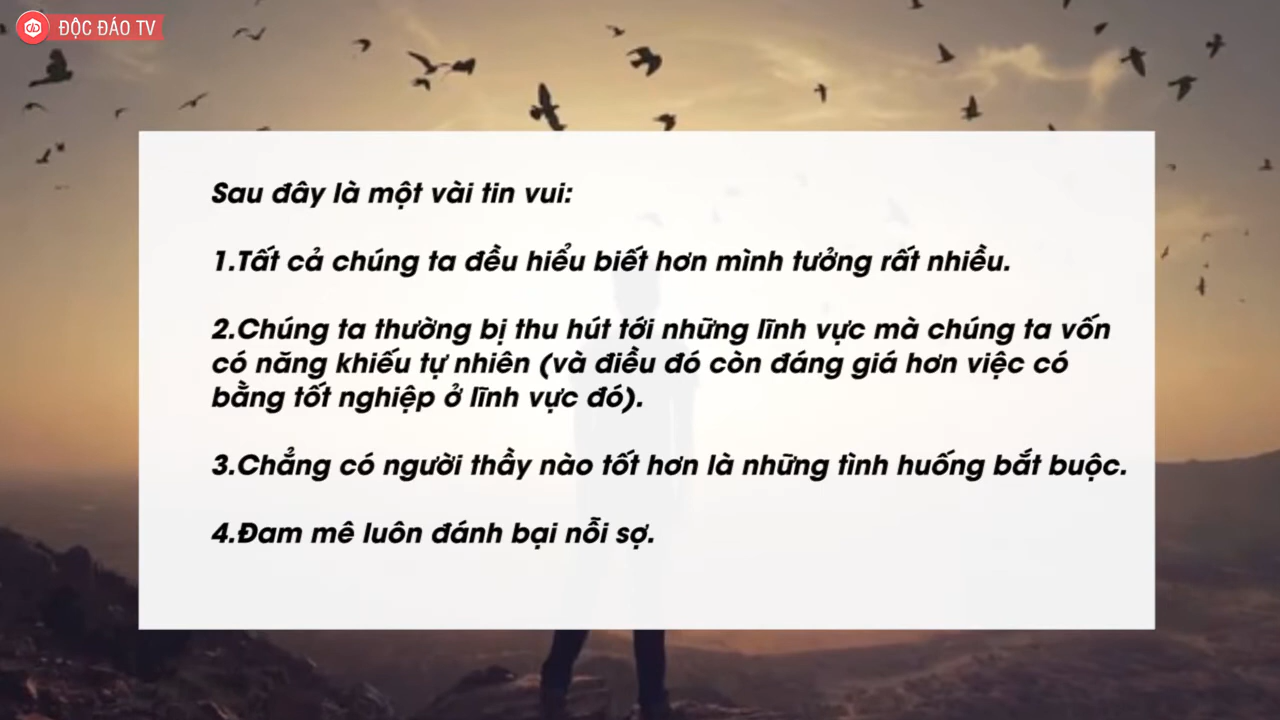 ĐỘC ĐÁO TV
Sau đây là một vài tin vui:
1.Tất cả chúng ta đều hiểu biết hơn mình tưởng rất nhiều.
2.Chúng ta thường bị thu hút tới những lĩnh vực mà chúng ta vốn
có năng khiếu tự nhiên (và điều đó còn đáng giá hơn việc có
bằng tốt nghiệp ở lĩnh vực đó).
3.Chẳng có người thầy nào tốt hơn là những tình huống bắt buộc.
4.Đam mê luôn đánh bại nỗi sợ.